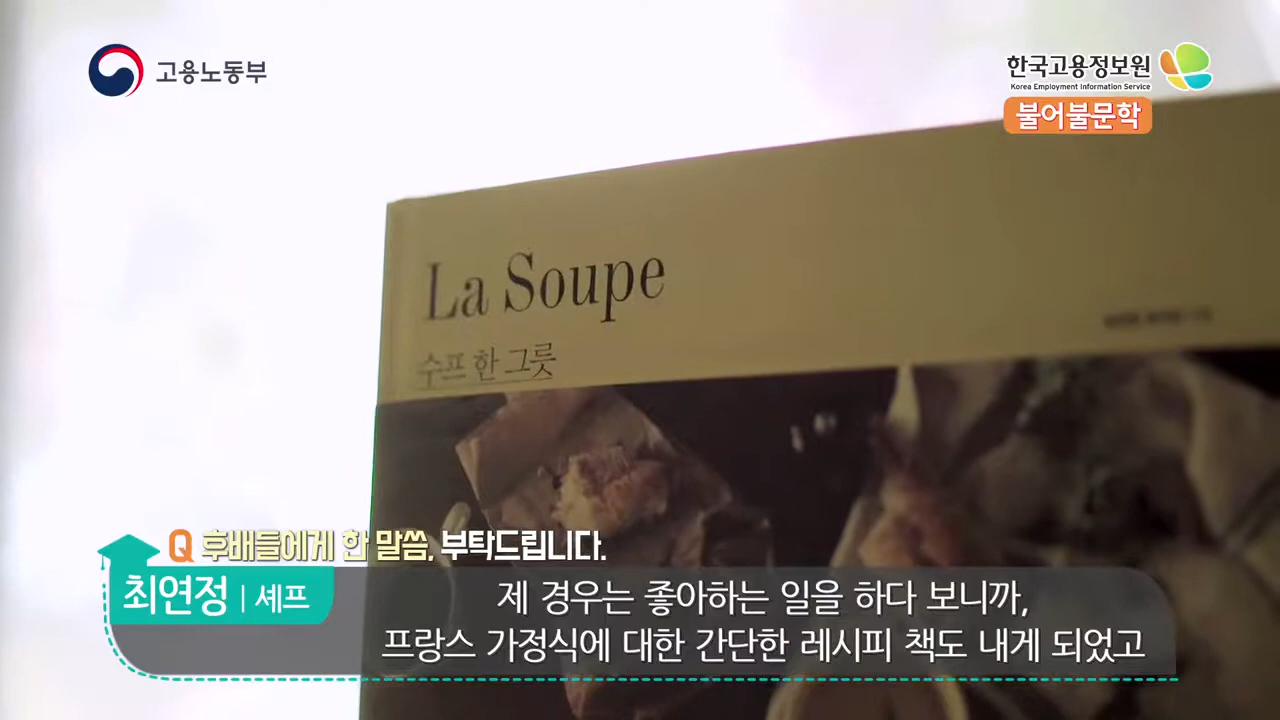 고용노동부
한국고용정보원
Korea Employment Information Service
불어불문학
La Soupe
수프 한 그릇
Q 후배들에게 한 말씀, 부탁드립니다.
최연정 | 셰프
제 경우는 좋아하는 일을 하다 보니까,
프랑스 가정식에 대한 간단한 레시피 책도 내게 되었고